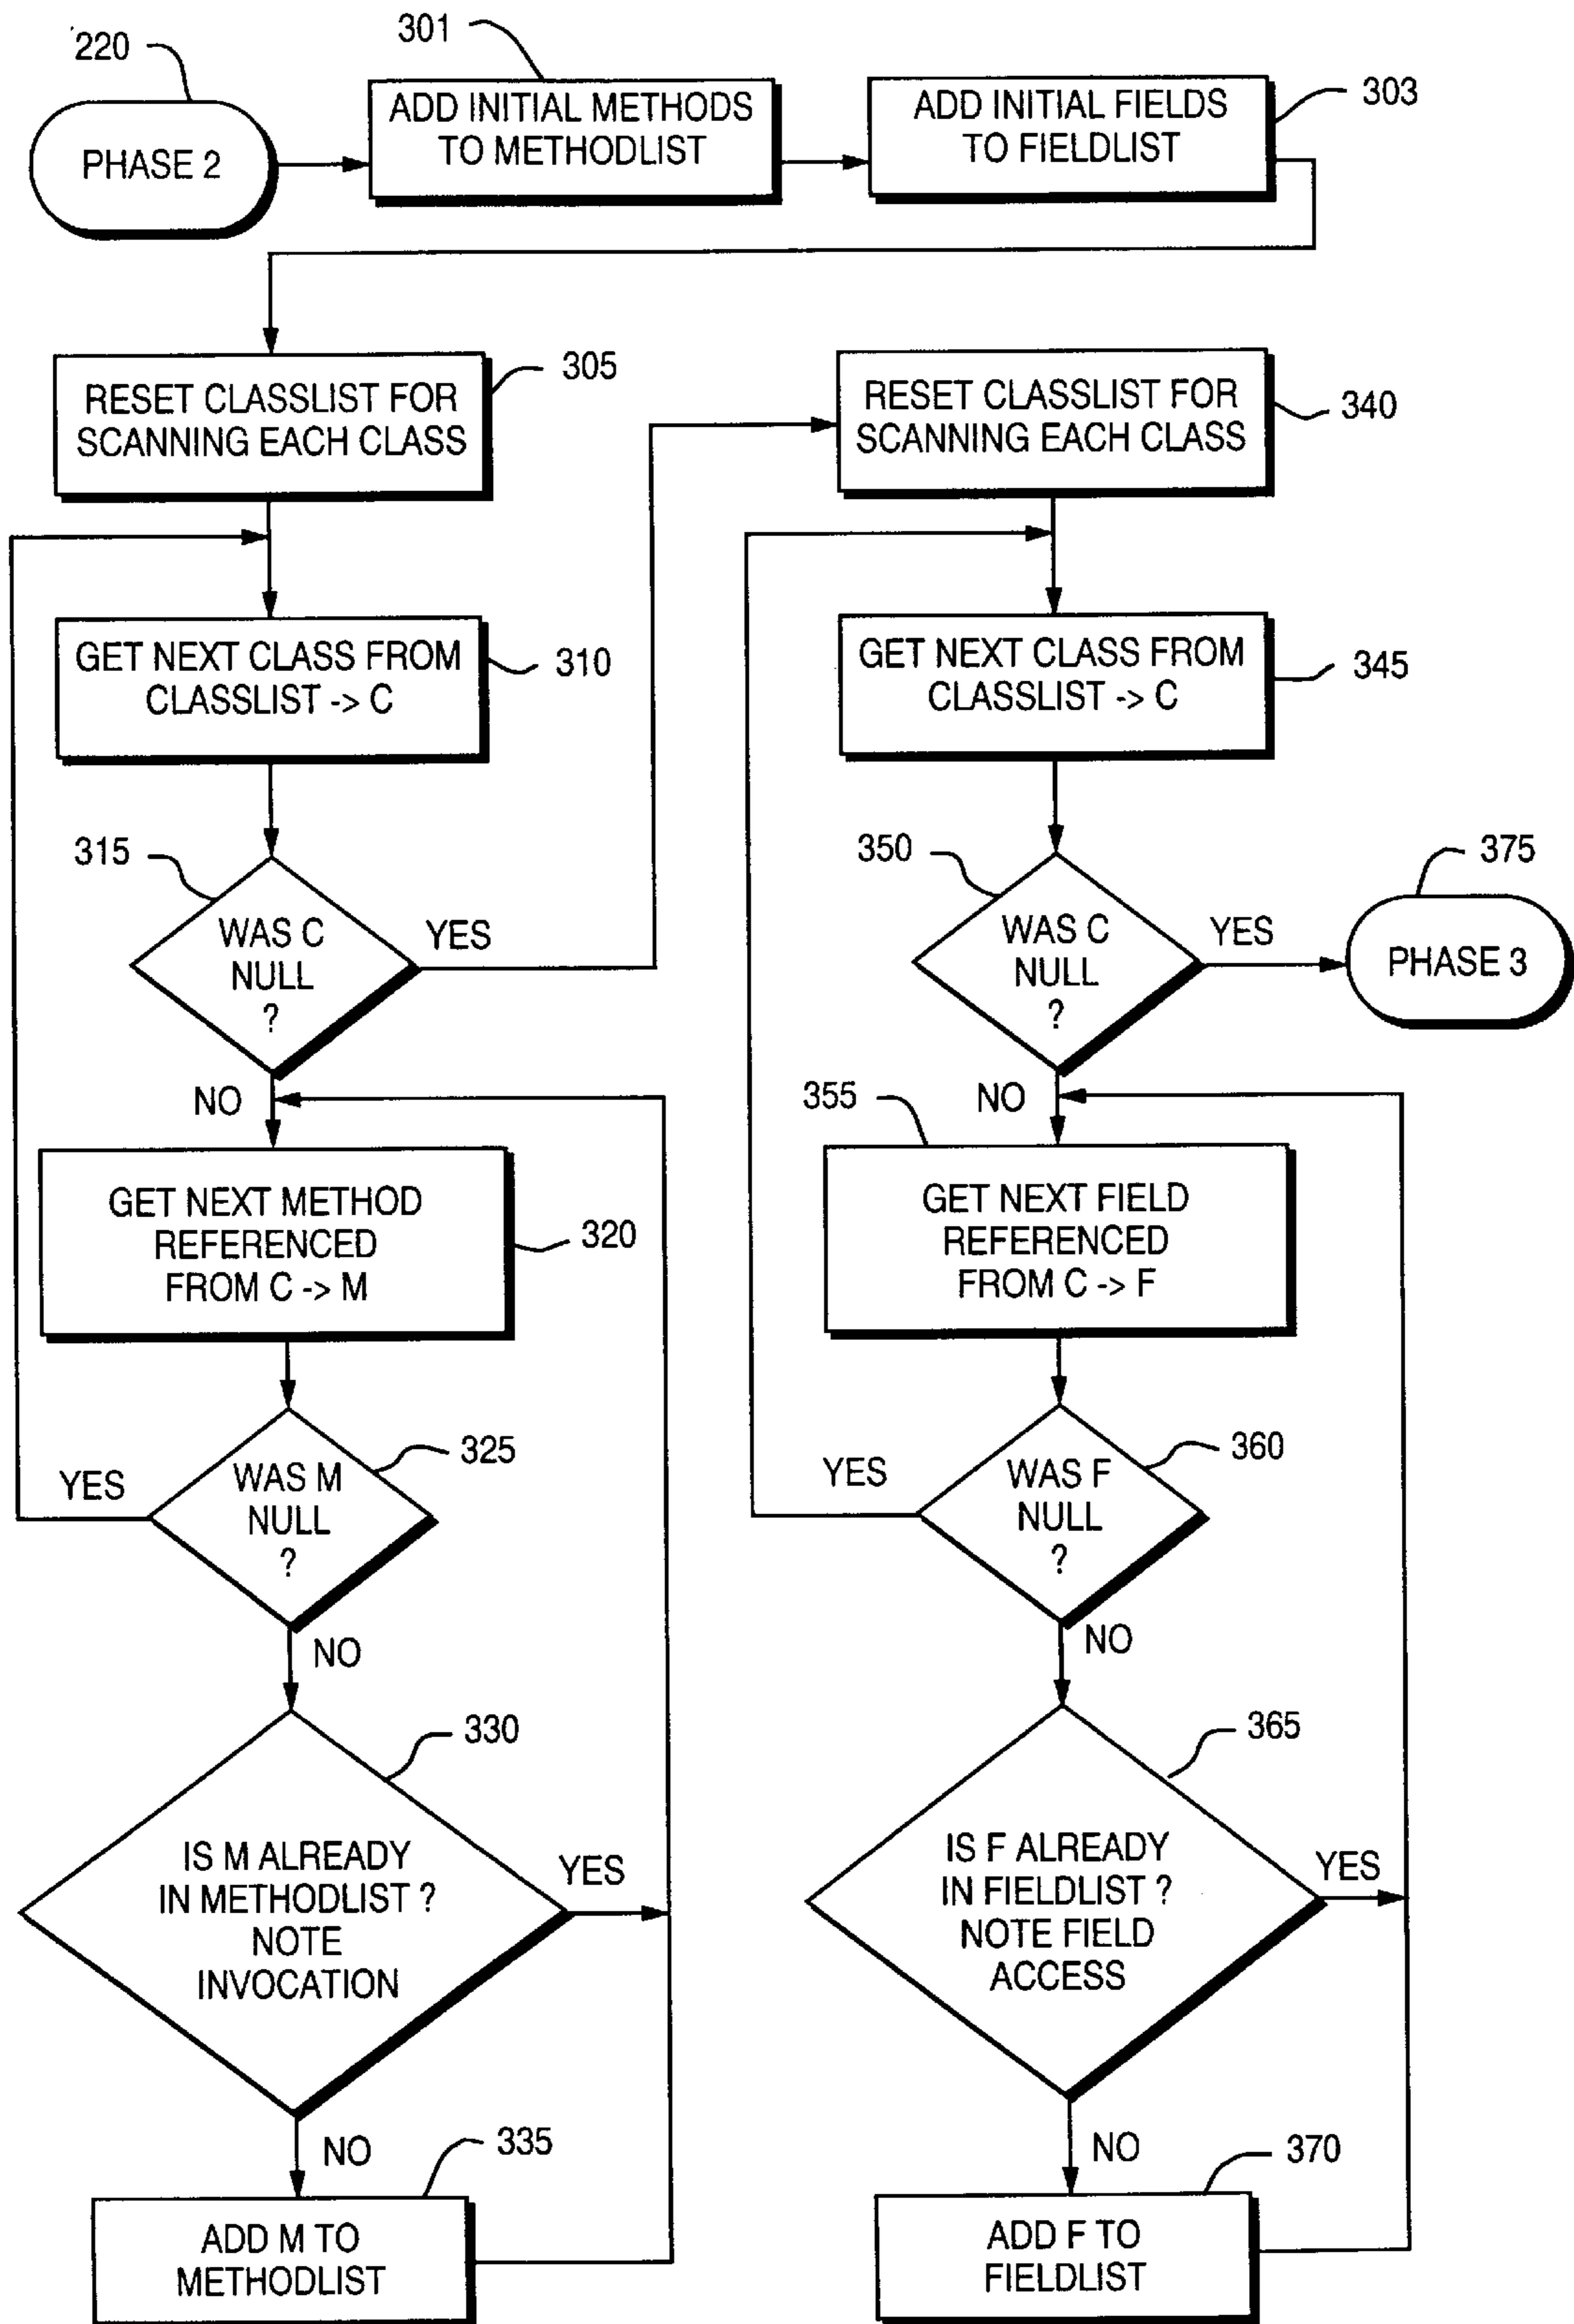 220
301
303
PHASE 2
ADD INITIAL METHODS
TO METHODLIST
ADD INITIAL FIELDS
TO FIELDLIST
RESET CLASSLIST FOR
SCANNING EACH CLASS
305
GET NEXT CLASS FROM
CLASSLIST -> C
310
315
WAS C
NULL
?
YES
NO
GET NEXT METHOD
REFERENCED
FROM C -> M
320
325
WAS M
NULL
?
YES
NO
330
IS M ALREADY
IN METHODLIST ?
NOTE
INVOCATION
YES
NO
335
ADD M TO
METHODLIST
RESET CLASSLIST FOR
SCANNING EACH CLASS
340
GET NEXT CLASS FROM
CLASSLIST -> C
345
350
WAS C
NULL
?
YES
375
PHASE 3
NO
355
GET NEXT FIELD
REFERENCED
FROM C -> F
360
WAS F
NULL
?
YES
NO
365
IS F ALREADY
IN FIELDLIST ?
NOTE FIELD
ACCESS
YES
NO
370
ADD F TO
FIELDLIST